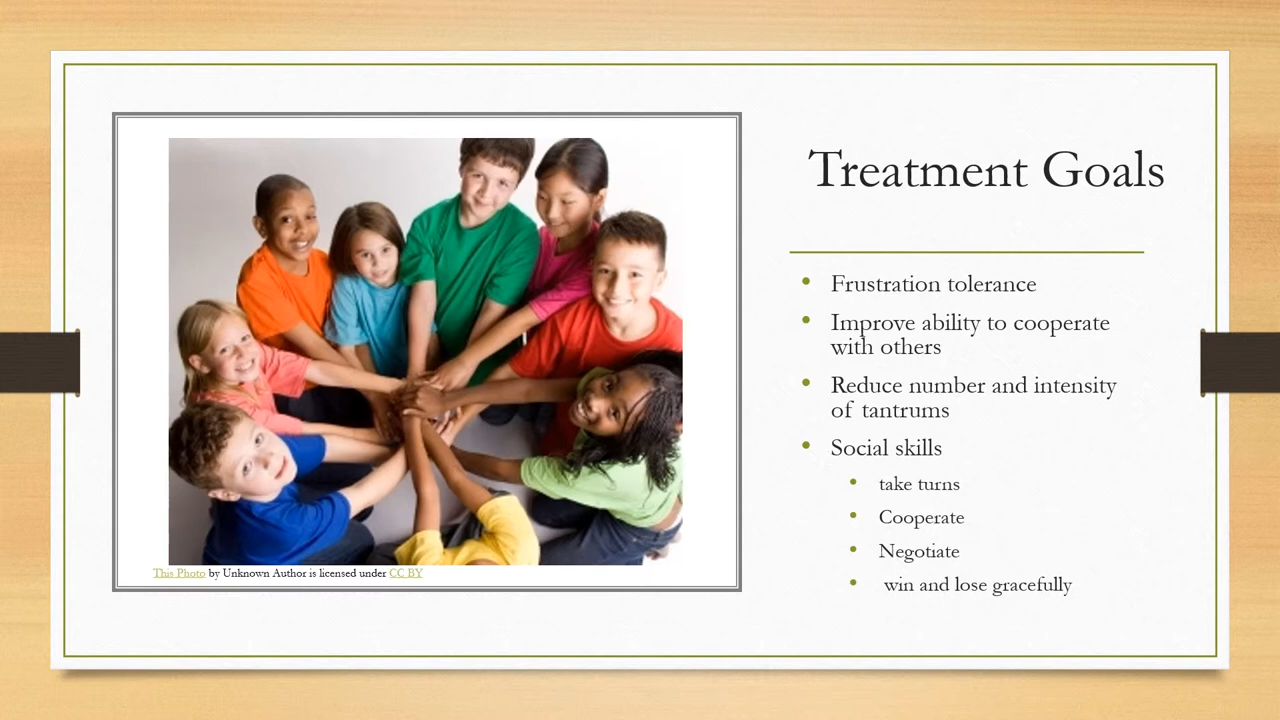 Treatment Goals
• Frustration tolerance
• Improve ability to cooperate
with others
• Reduce number and intensity
of tantrums
• Social skills
• take turns
• Cooperate
• Negotiate
• win and lose gracefully
This Photo by Unknown Author is licensed under CC BY